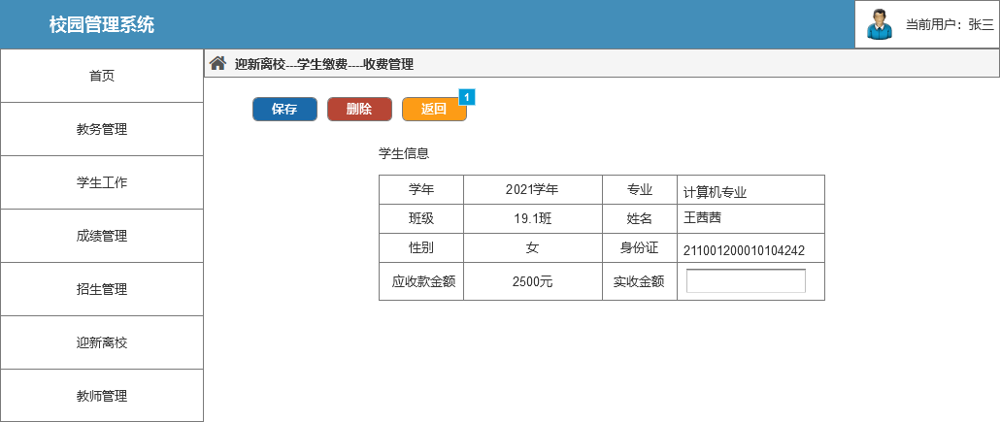 校园管理系统
当前用户：张三
首页
教务管理
学生工作
成绩管理
招生管理
迎新离校
教师管理
迎新离校---学生缴费----收费管理
保存 删除 返回 1
学生信息
学年 2021学年 专业 计算机专业
班级 19.1班 姓名 王茜茜
性别 女 身份证 211001200010104242
应收款金额 2500元 实收金额